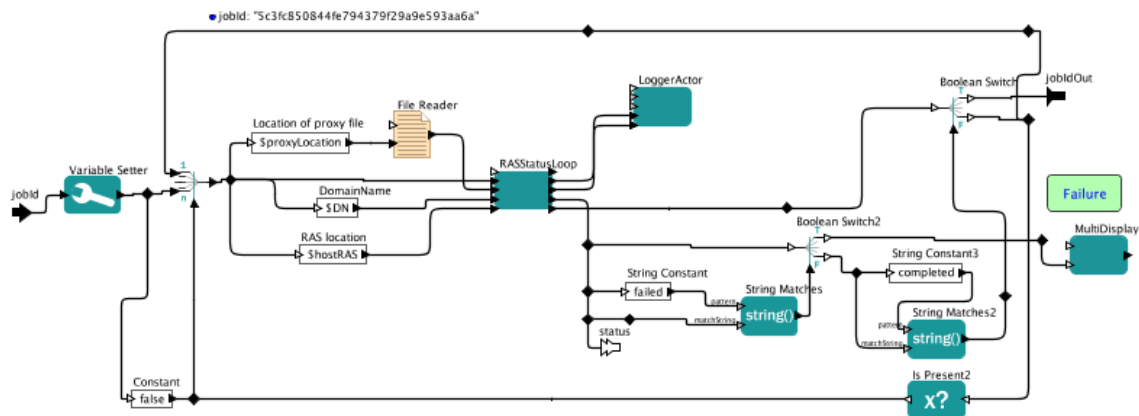 jobId: "5c3fc850844fe794379f29a9e593aa6a"
LoggerActor
Boolean Switch
jobIdOut
T
F
File Reader
Location of proxy file
$proxyLocation
1
n
Variable Setter
jobId
RASStatusLoop
DomainName
$DN
Failure
RAS location
$hostRAS
Boolean Switch2
T
F
MultiDisplay
String Constant
failed
String Constant3
completed
String Matches
pattern
matchString
string()
status
String Matches2
pattern
matchString
string()
Constant
false
Is Present2
x?